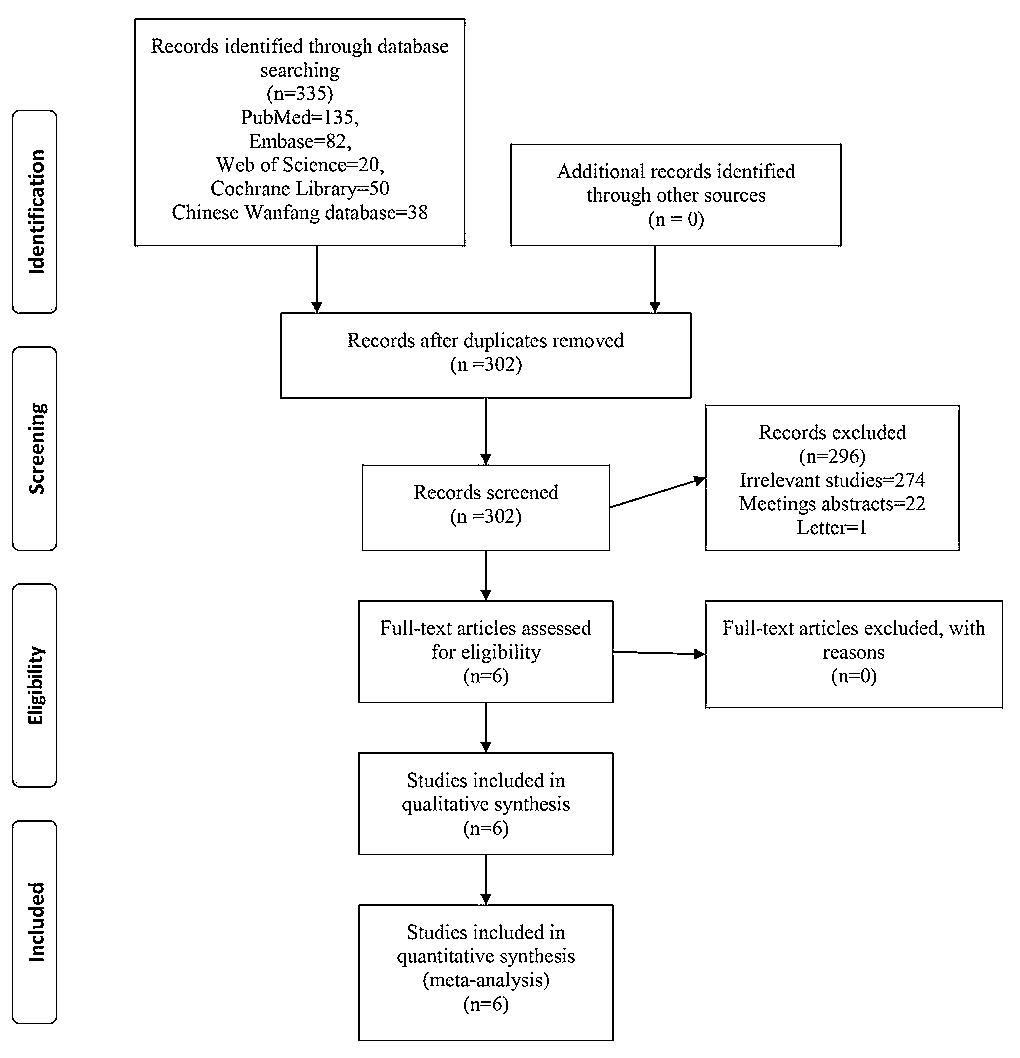 Records identified through database
searching
(n=335)
PubMed=135,
Embase=82,
Web of Science=20,
Cochrane Library=50
Chinese Wanfang database=38
Additional records identified
through other sources
(n = 0)
Identification
Records after duplicates removed
(n =302)
Screening
Records screened
(n =302)
Records excluded
(n=296)
Irrelevant studies=274
Meetings abstracts=22
Letter=1
Eligibility
Full-text articles assessed
for eligibility
(n=6)
Full-text articles excluded, with
reasons
(n=0)
Studies included in
qualitative synthesis
(n=6)
Included
Studies included in
quantitative synthesis
(meta-analysis)
(n=6)